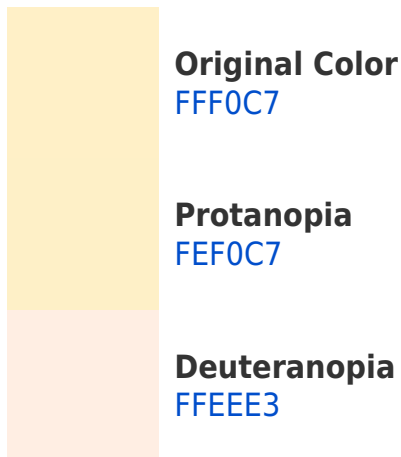 Original Color
FFF0C7
Protanopia
FEF0C7
Deuteranopia
FFEEE3